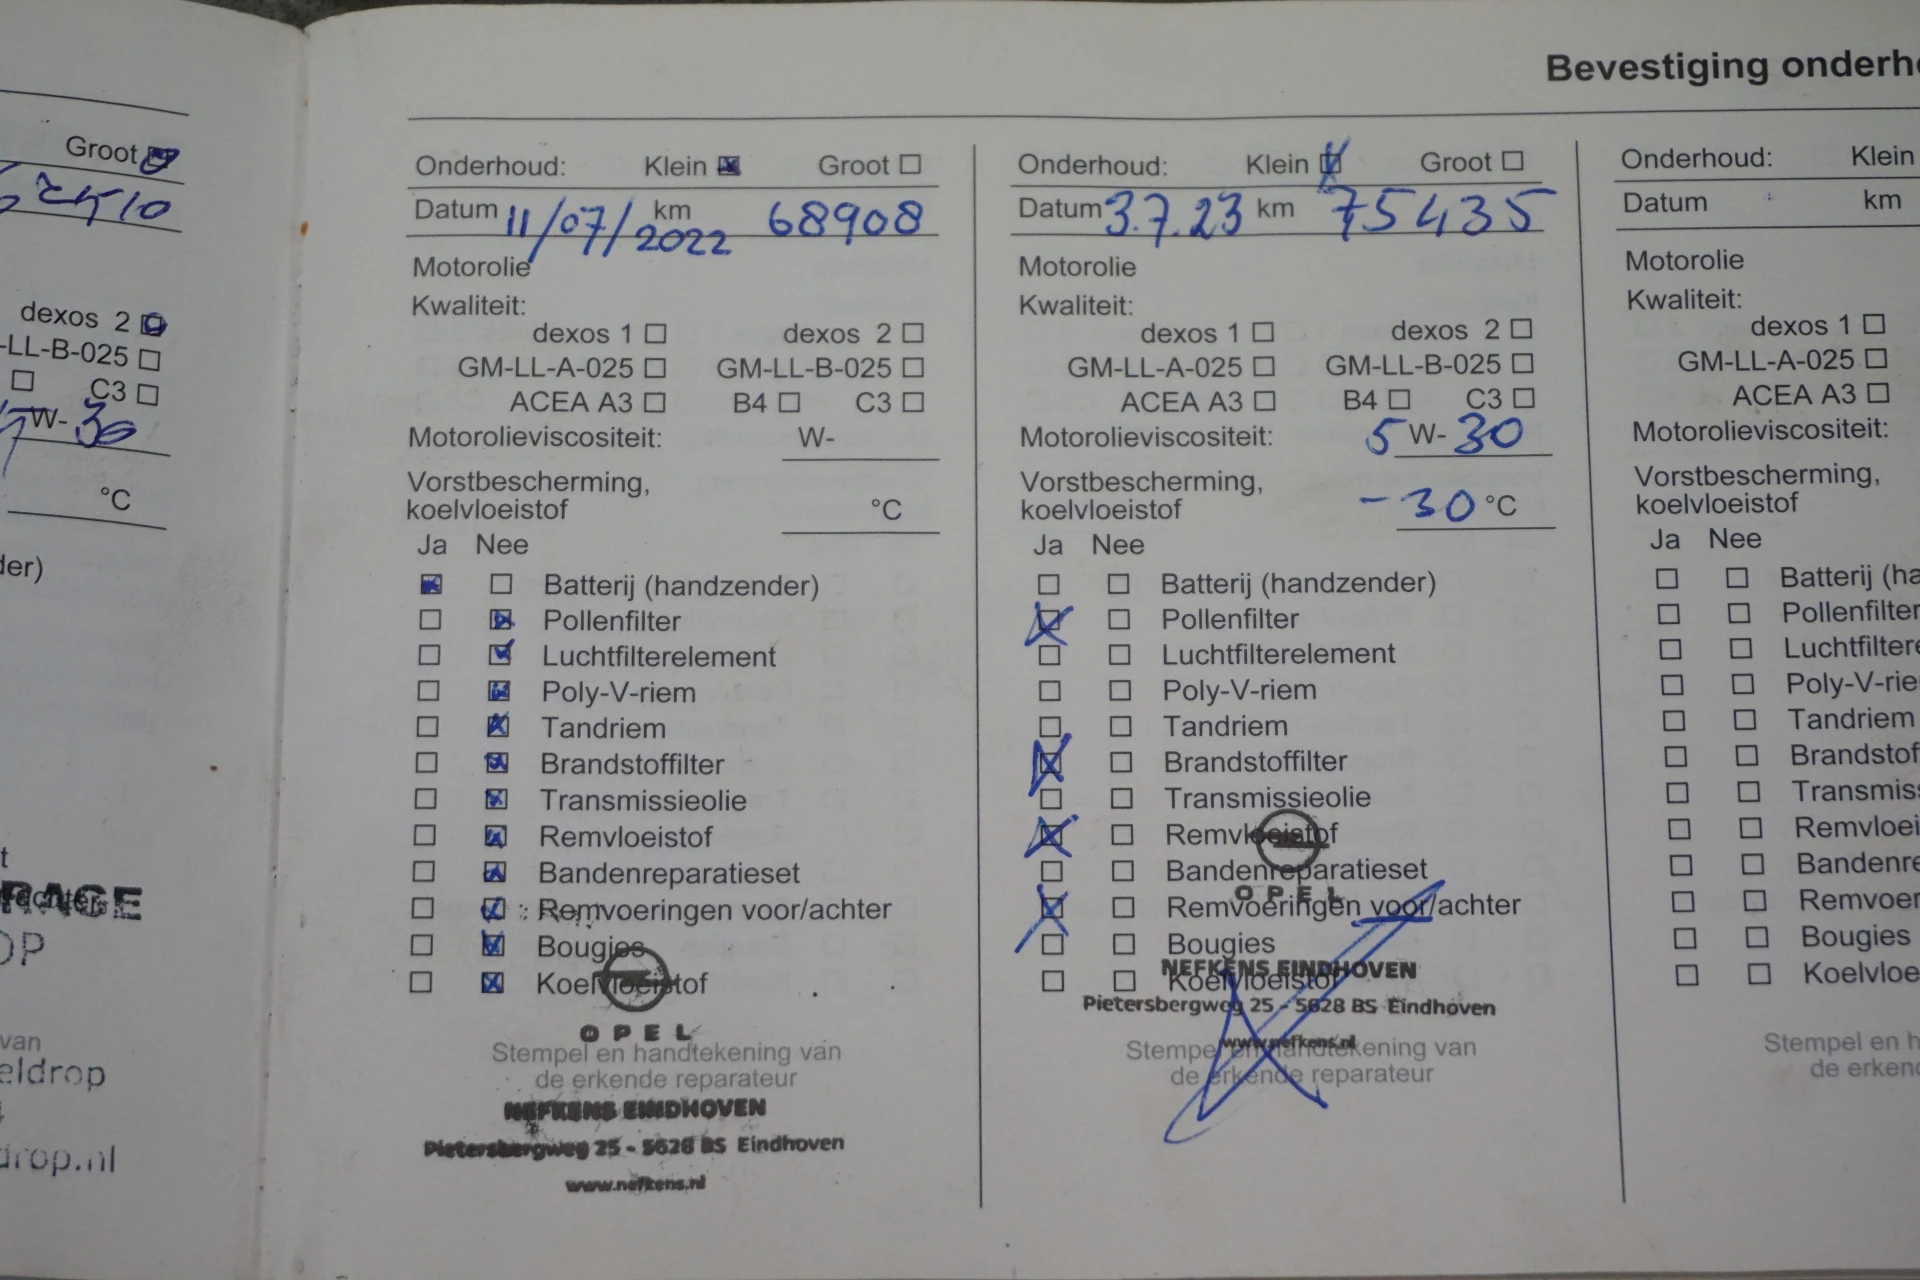 Groot
62510
dexos 2
-LL-B-025
C3
W- 30
°C
der)
t
achter
RAGE
OP
van
eldrop
drop.nl
Bevestiging onderho
Onderhoud: Klein Groot
Datum 11/07/2022 km 68908
Motorolie
Kwaliteit:
dexos 1 dexos 2
GM-LL-A-025 GM-LL-B-025
ACEA A3 B4 C3
Motorolieviscositeit: W-
Vorstbescherming,
koelvloeistof °C
Ja Nee
Batterij (handzender)
Pollenfilter
Luchtfilterelement
Poly-V-riem
Tandriem
Brandstoffilter
Transmissieolie
Remvloeistof
Bandenreparatieset
Remvoeringen voor/achter
Bougies
Koelvloeistof
OPEL
Stempel en handtekening van
de erkende reparateur
NEFKENS EINDHOVEN
Pietersbergweg 25 - 5628 BS Eindhoven
www.nefkens.nl
Onderhoud: Klein Groot
Datum 3.7.23 km 75435
Motorolie
Kwaliteit:
dexos 1 dexos 2
GM-LL-A-025 GM-LL-B-025
ACEA A3 B4 C3
Motorolieviscositeit: 5 W- 30
Vorstbescherming,
koelvloeistof -30 °C
Ja Nee
Batterij (handzender)
Pollenfilter
Luchtfilterelement
Poly-V-riem
Tandriem
Brandstoffilter
Transmissieolie
Remvloeistof
Bandenreparatieset
OPEL
Remvoeringen voor/achter
Bougies
NEFKENS EINDHOVEN
Koelvloeistof
Pietersbergweg 25 - 5628 BS Eindhoven
www.nefkens.nl
Stempel en handtekening van
de erkende reparateur
Onderhoud: Klein
Datum km
Motorolie
Kwaliteit:
dexos 1
GM-LL-A-025
ACEA A3
Motorolieviscositeit:
Vorstbescherming,
koelvloeistof
Ja Nee
Batterij (ha
Pollenfilter
Luchtfiltere
Poly-V-rie
Tandriem
Brandstof
Transmiss
Remvloei
Bandenre
Remvoer
Bougies
Koelvloe
Stempel en h
de erken